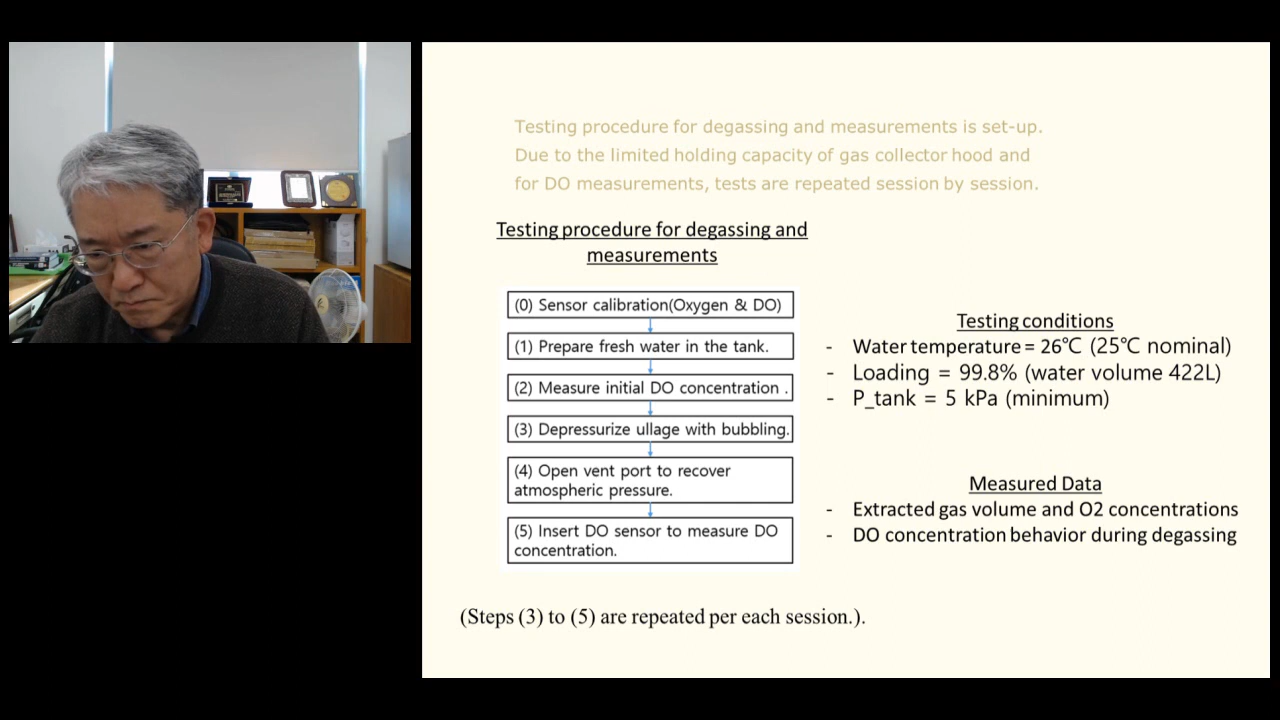 Testing procedure for degassing and measurements is set-up.
Due to the limited holding capacity of gas collector hood and
for DO measurements, tests are repeated session by session.
Testing procedure for degassing and
measurements
(0) Sensor calibration(Oxygen & DO)
(1) Prepare fresh water in the tank.
(2) Measure initial DO concentration .
(3) Depressurize ullage with bubbling.
(4) Open vent port to recover
atmospheric pressure.
(5) Insert DO sensor to measure DO
concentration.
Testing conditions
- Water temperature = 26℃ (25℃ nominal)
- Loading = 99.8% (water volume 422L)
- P_tank = 5 kPa (minimum)
Measured Data
- Extracted gas volume and O2 concentrations
- DO concentration behavior during degassing
(Steps (3) to (5) are repeated per each session.).